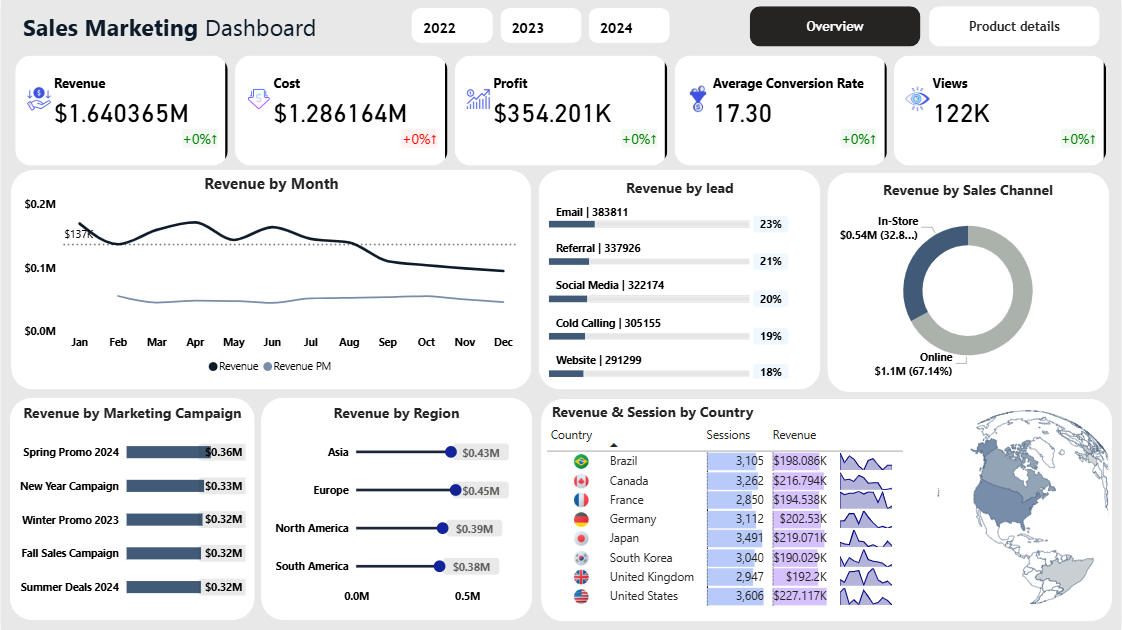 Sales Marketing Dashboard
2022
2023
2024
Overview
Product details
Revenue
$1.640365M
+0%↑
Cost
$1.286164M
+0%↑
Profit
$354.201K
+0%↑
Average Conversion Rate
17.30
+0%↑
Views
122K
+0%↑
Revenue by Month
$0.2M
$137K
$0.1M
$0.0M
Jan Feb Mar Apr May Jun Jul Aug Sep Oct Nov Dec
Revenue Revenue PM
Revenue by lead
Email | 383811
23%
Referral | 337926
21%
Social Media | 322174
20%
Cold Calling | 305155
19%
Website | 291299
18%
Revenue by Sales Channel
In-Store
$0.54M (32.8...)
Online
$1.1M (67.14%)
Revenue by Marketing Campaign
Spring Promo 2024 $0.36M
New Year Campaign $0.33M
Winter Promo 2023 $0.32M
Fall Sales Campaign $0.32M
Summer Deals 2024 $0.32M
Revenue by Region
Asia $0.43M
Europe $0.45M
North America $0.39M
South America $0.38M
0.0M 0.5M
Revenue & Session by Country
Country Sessions Revenue
Brazil 3,105 $198.086K
Canada 3,262 $216.794K
France 2,850 $194.538K
Germany 3,112 $202.53K
Japan 3,491 $219.071K
South Korea 3,040 $190.029K
United Kingdom 2,947 $192.2K
United States 3,606 $227.117K